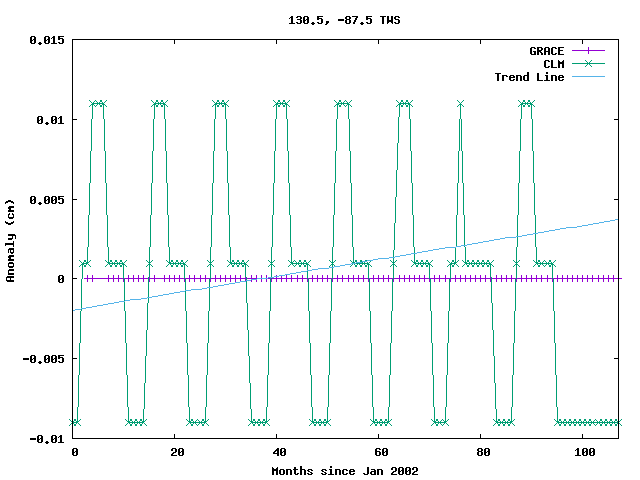 130.5, -87.5 TWS
GRACE
CLM
Trend Line
0.015
0.01
0.005
0
-0.005
-0.01
Anomaly (cm)
0 20 40 60 80 100
Months since Jan 2002